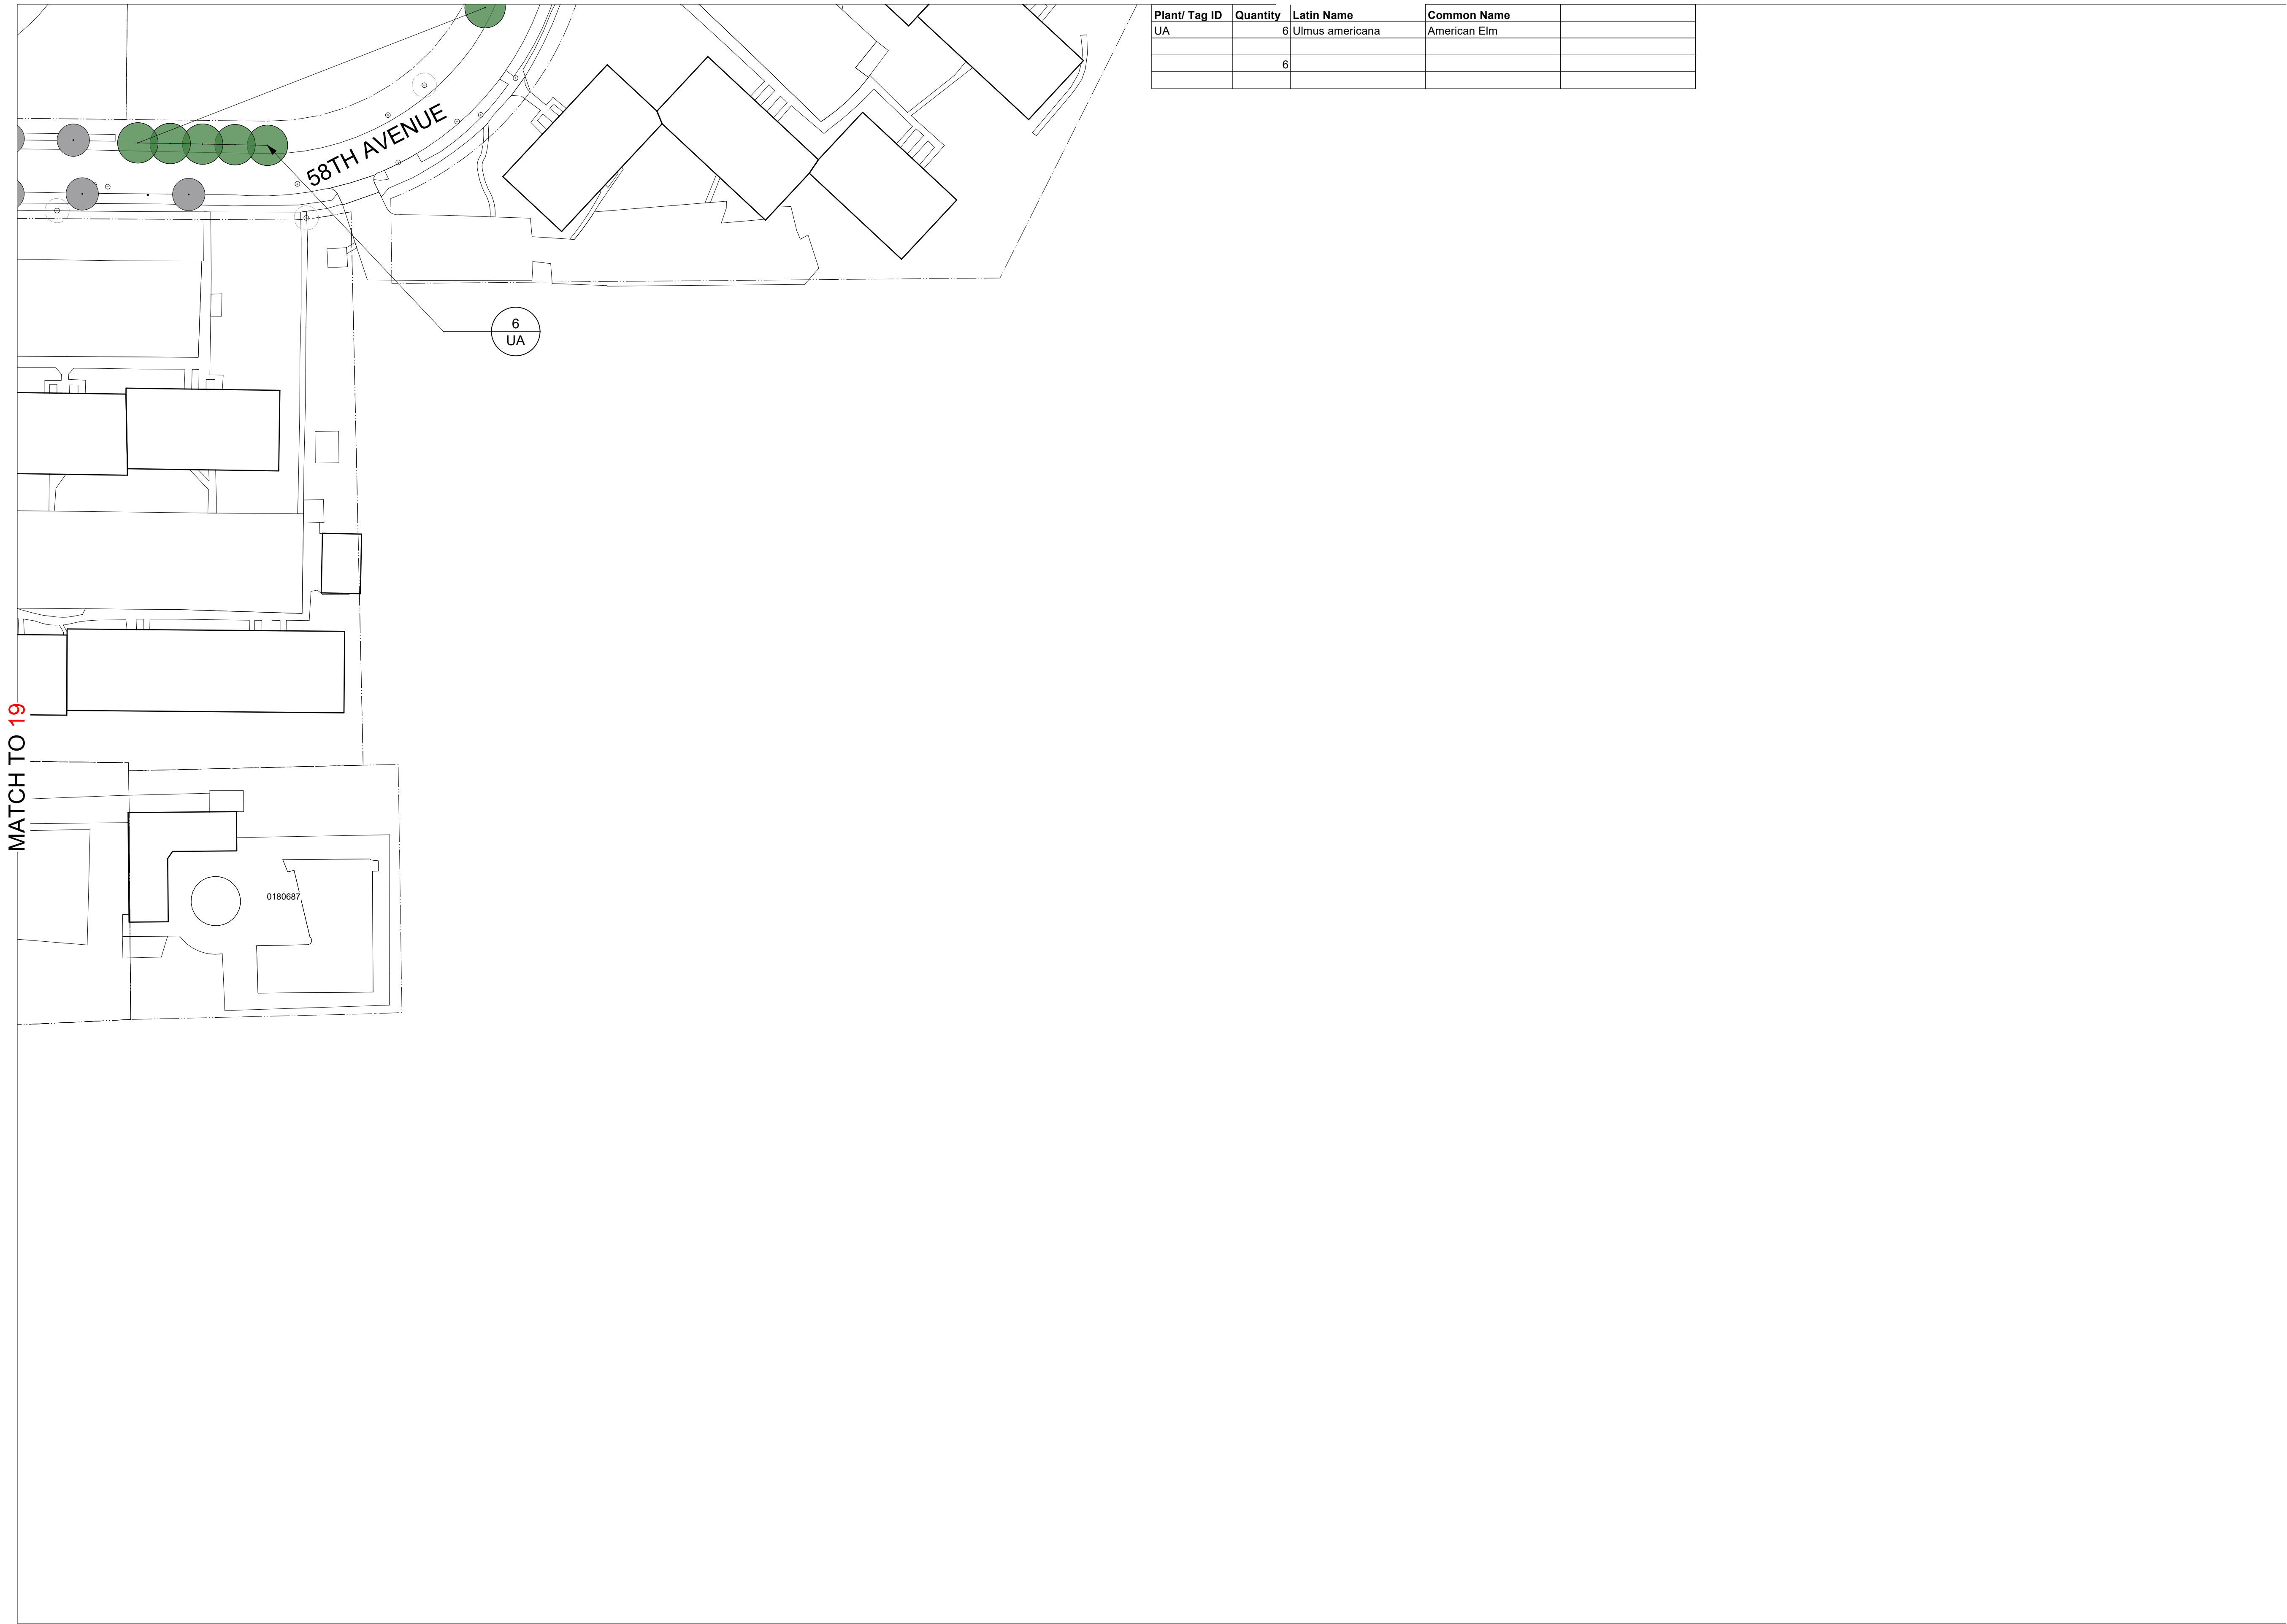 Plant/ Tag ID Quantity Latin Name Common Name
UA 6 Ulmus americana American Elm
6
58TH AVENUE
6
UA
MATCH TO 19
0180687